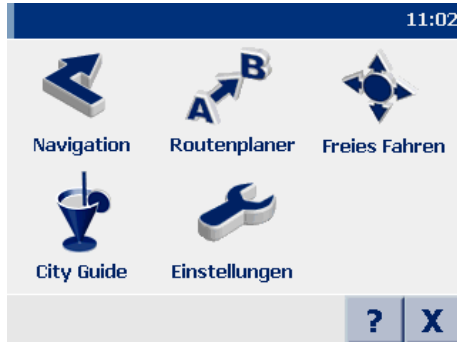 11:02
A B
Navigation Routenplaner Freies Fahren
City Guide Einstellungen
? X